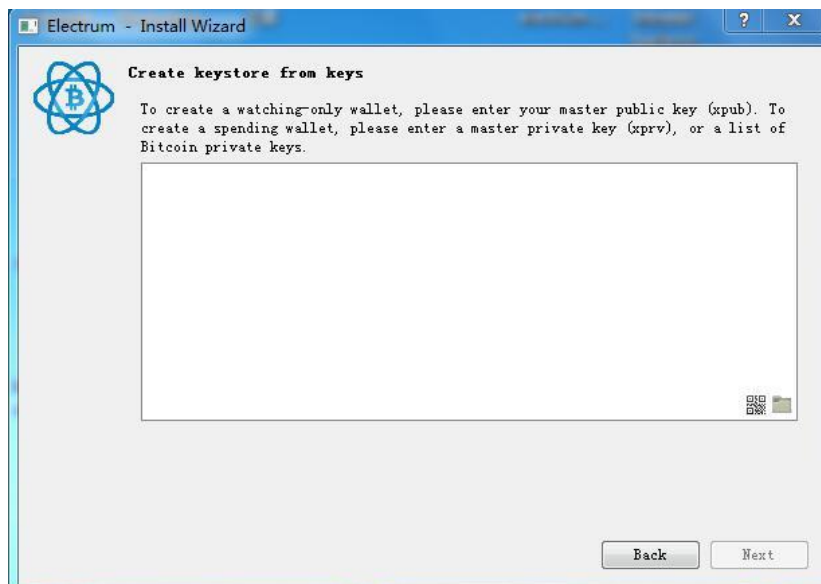 Electrum - Install Wizard
Create keystore from keys
To create a watching-only wallet, please enter your master public key (xpub). To
create a spending wallet, please enter a master private key (xprv), or a list of
Bitcoin private keys.
Back Next